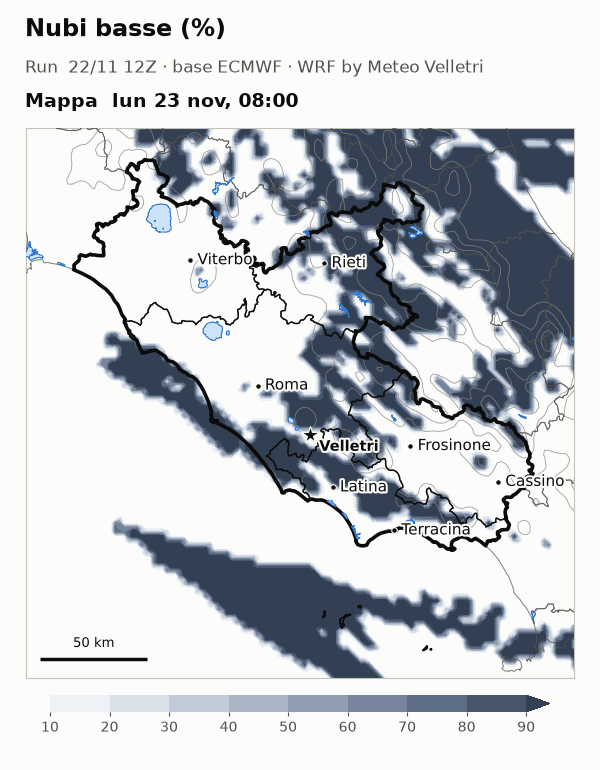 Nubi basse (%)
Run  22/11 12Z · base ECMWF · WRF by Meteo Velletri
Mappa  lun 23 nov, 08:00
Viterbo
Rieti
Roma
Velletri
Frosinone
Latina
Cassino
Terracina
50 km
10 20 30 40 50 60 70 80 90